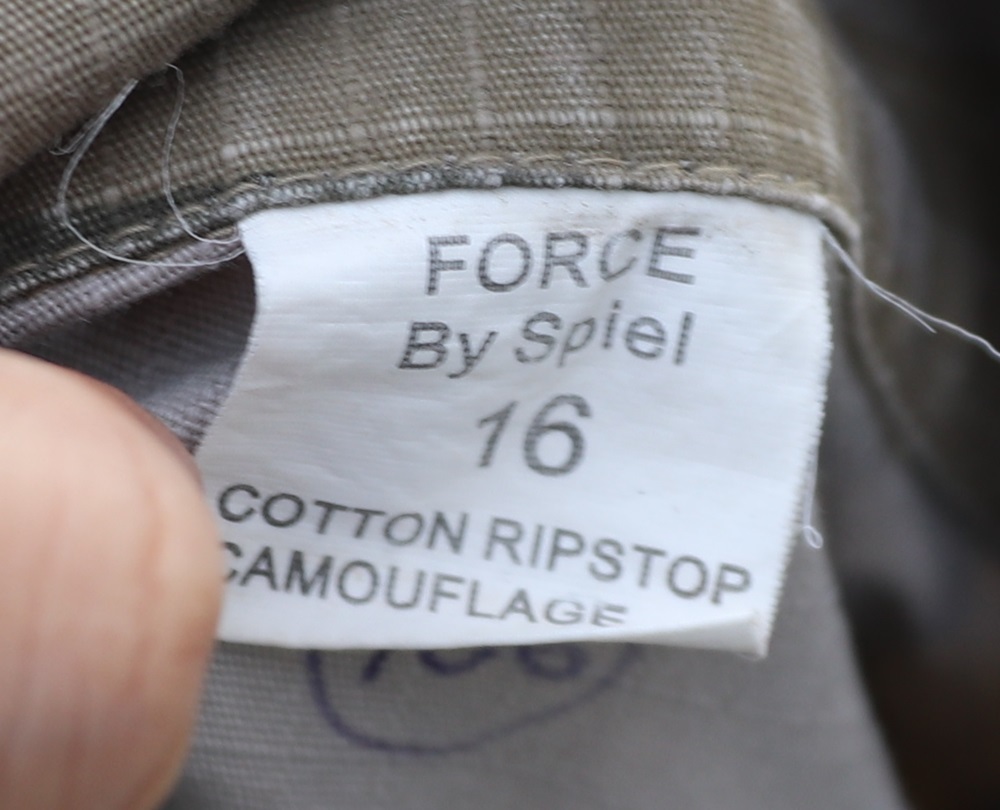 FORCE
By Spiel
16
COTTON RIPSTOP
CAMOUFLAGE